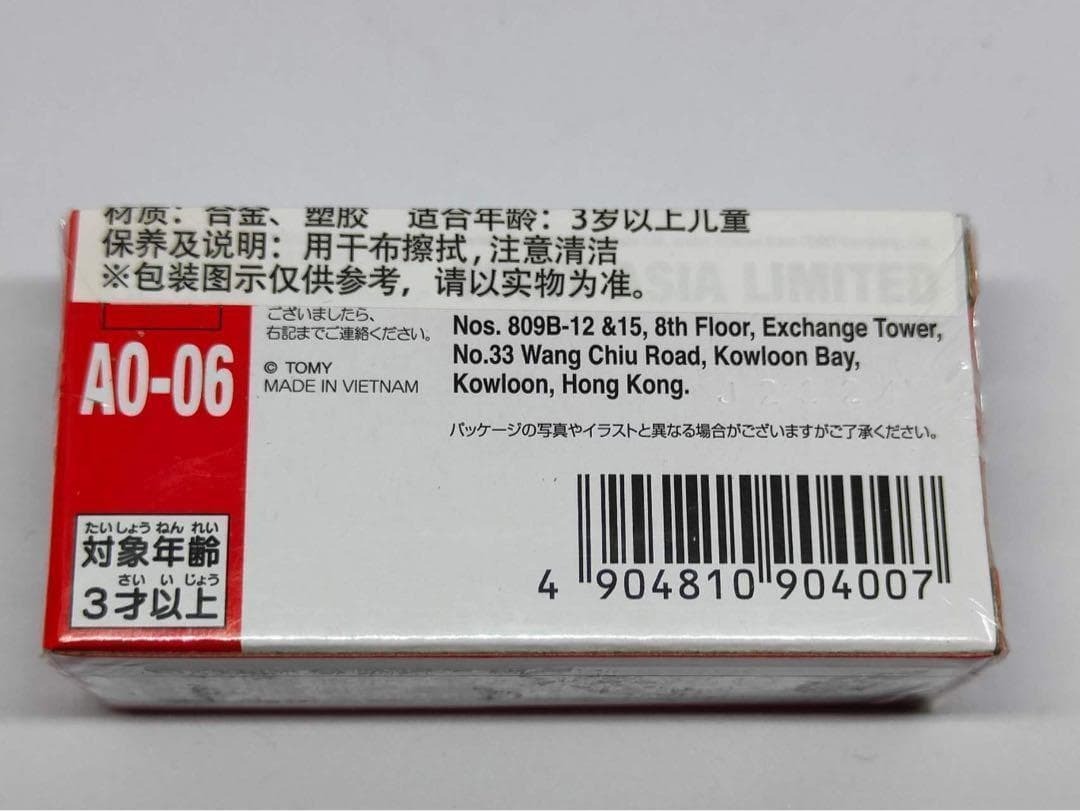 材质：合金、塑胶 适合年龄：3岁以上儿童
保养及说明：用干布擦拭，注意清洁
※包装图示仅供参考，请以实物为准。
ASIA LIMITED
ございましたら、
右記までご連絡ください。
© TOMY
MADE IN VIETNAM
Nos. 809B-12 &15, 8th Floor, Exchange Tower,
No.33 Wang Chiu Road, Kowloon Bay,
Kowloon, Hong Kong.
パッケージの写真やイラストと異なる場合がございますがご了承ください。
AO-06
たいしょう ねん れい
対象年齢
さい い じょう
3才以上
4 904810 904007